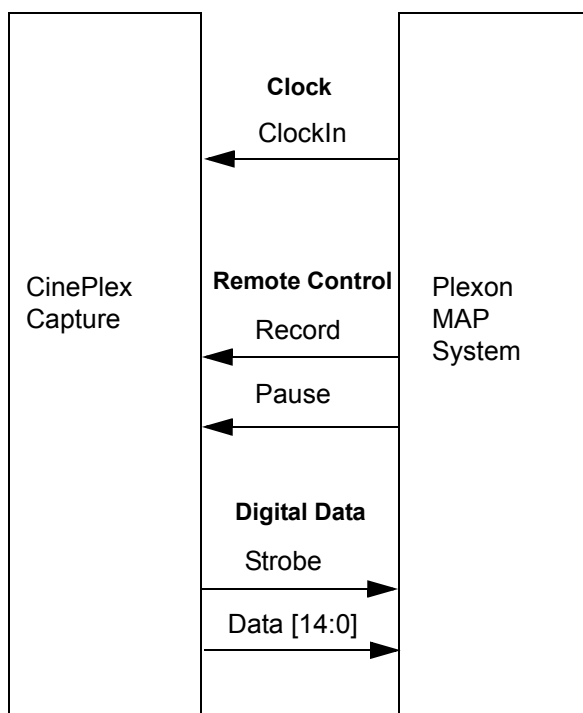 Clock
ClockIn
CinePlex
Capture
Remote Control
Record
Pause
Plexon
MAP
System
Digital Data
Strobe
Data [14:0]